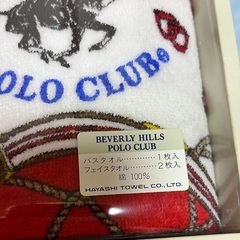 POLO CLUB®
BEVERLY HILLS
POLO CLUB
バスタオル…………1枚入
フェイスタオル………2枚入
綿 100%
HAYASHI TOWEL CO., LTD.